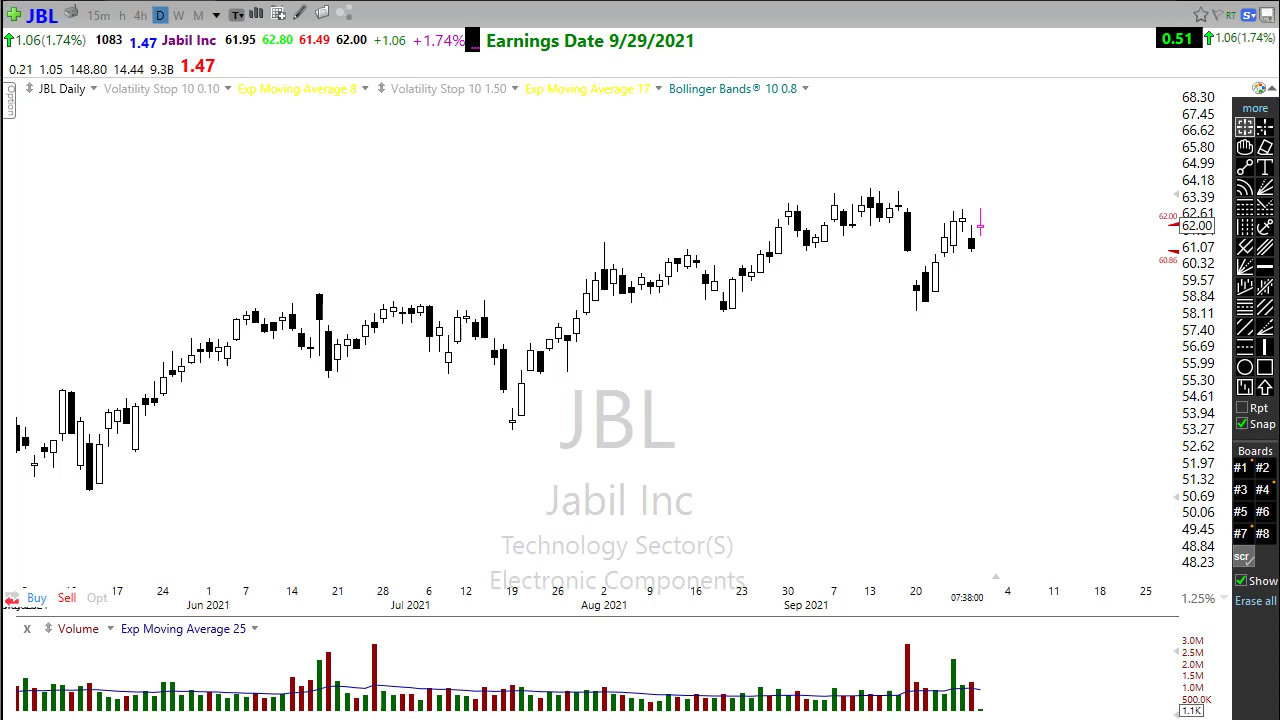 JBL 15m h 4h D W M T RT S
1.06(1.74%) 1083 1.47 Jabil Inc 61.95 62.80 61.49 62.00 +1.06 +1.74% Earnings Date 9/29/2021 0.51 1.06(1.74%)
0.21 1.05 148.80 14.44 9.3B 1.47
Option
JBL Daily Volatility Stop 10 0.10 Exp Moving Average 8 Volatility Stop 10 1.50 Exp Moving Average 17 Bollinger Bands® 10 0.8
68.30
67.45
66.62
65.80
64.99
64.18
63.39
62.61
62.00
62.00
61.07
60.86
60.32
59.57
58.84
58.11
57.40
56.69
55.99
55.30
54.61
53.94
53.27
52.62
51.97
51.32
50.69
50.06
49.45
48.84
48.23
1.25%
more
Rpt
Snap
Boards
#1 #2
#3 #4
#5 #6
#7 #8
scr
Show
Erase all
JBL
Jabil Inc
Technology Sector(S)
Electronic Components
17 24 1 7 14 21 28 6 12 19 26 2 9 16 23 30 7 13 20 07:38:00 4 11 18 25
Jun 2021 Jul 2021 Aug 2021 Sep 2021
Buy Sell Opt
x Volume Exp Moving Average 25
3.0M
2.5M
2.0M
1.5M
1.0M
500.0K
1.1K